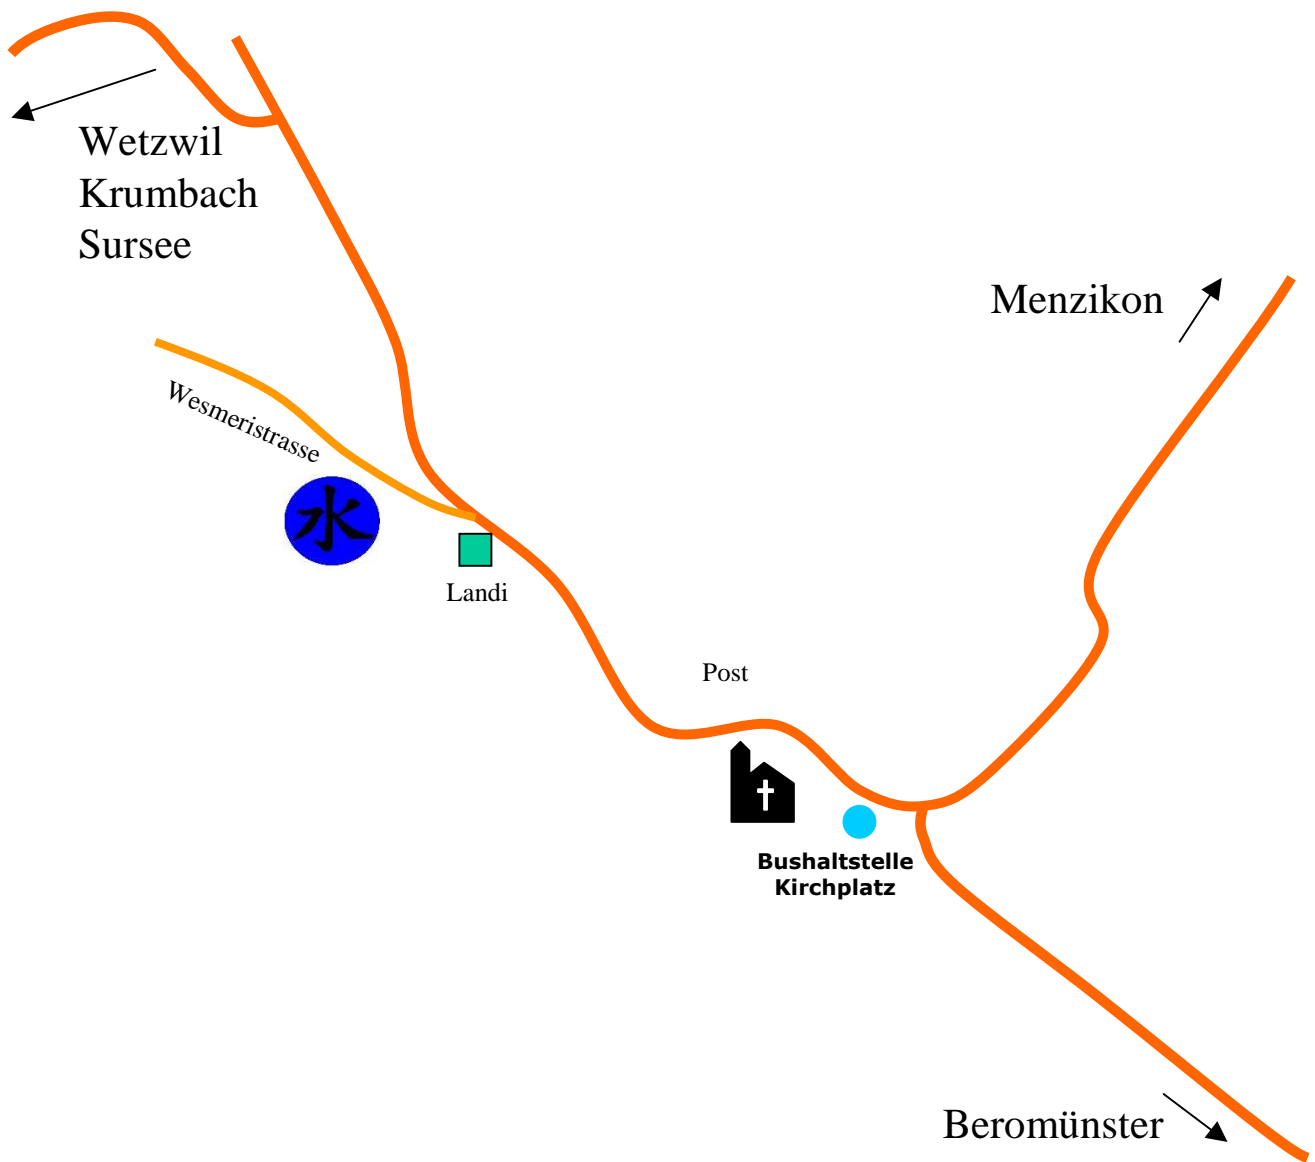 Wetzwil
Krumbach
Sursee
Menzikon
Wesmeristrasse
水
Landi
Post
Bushaltstelle
Kirchplatz
Beromünster